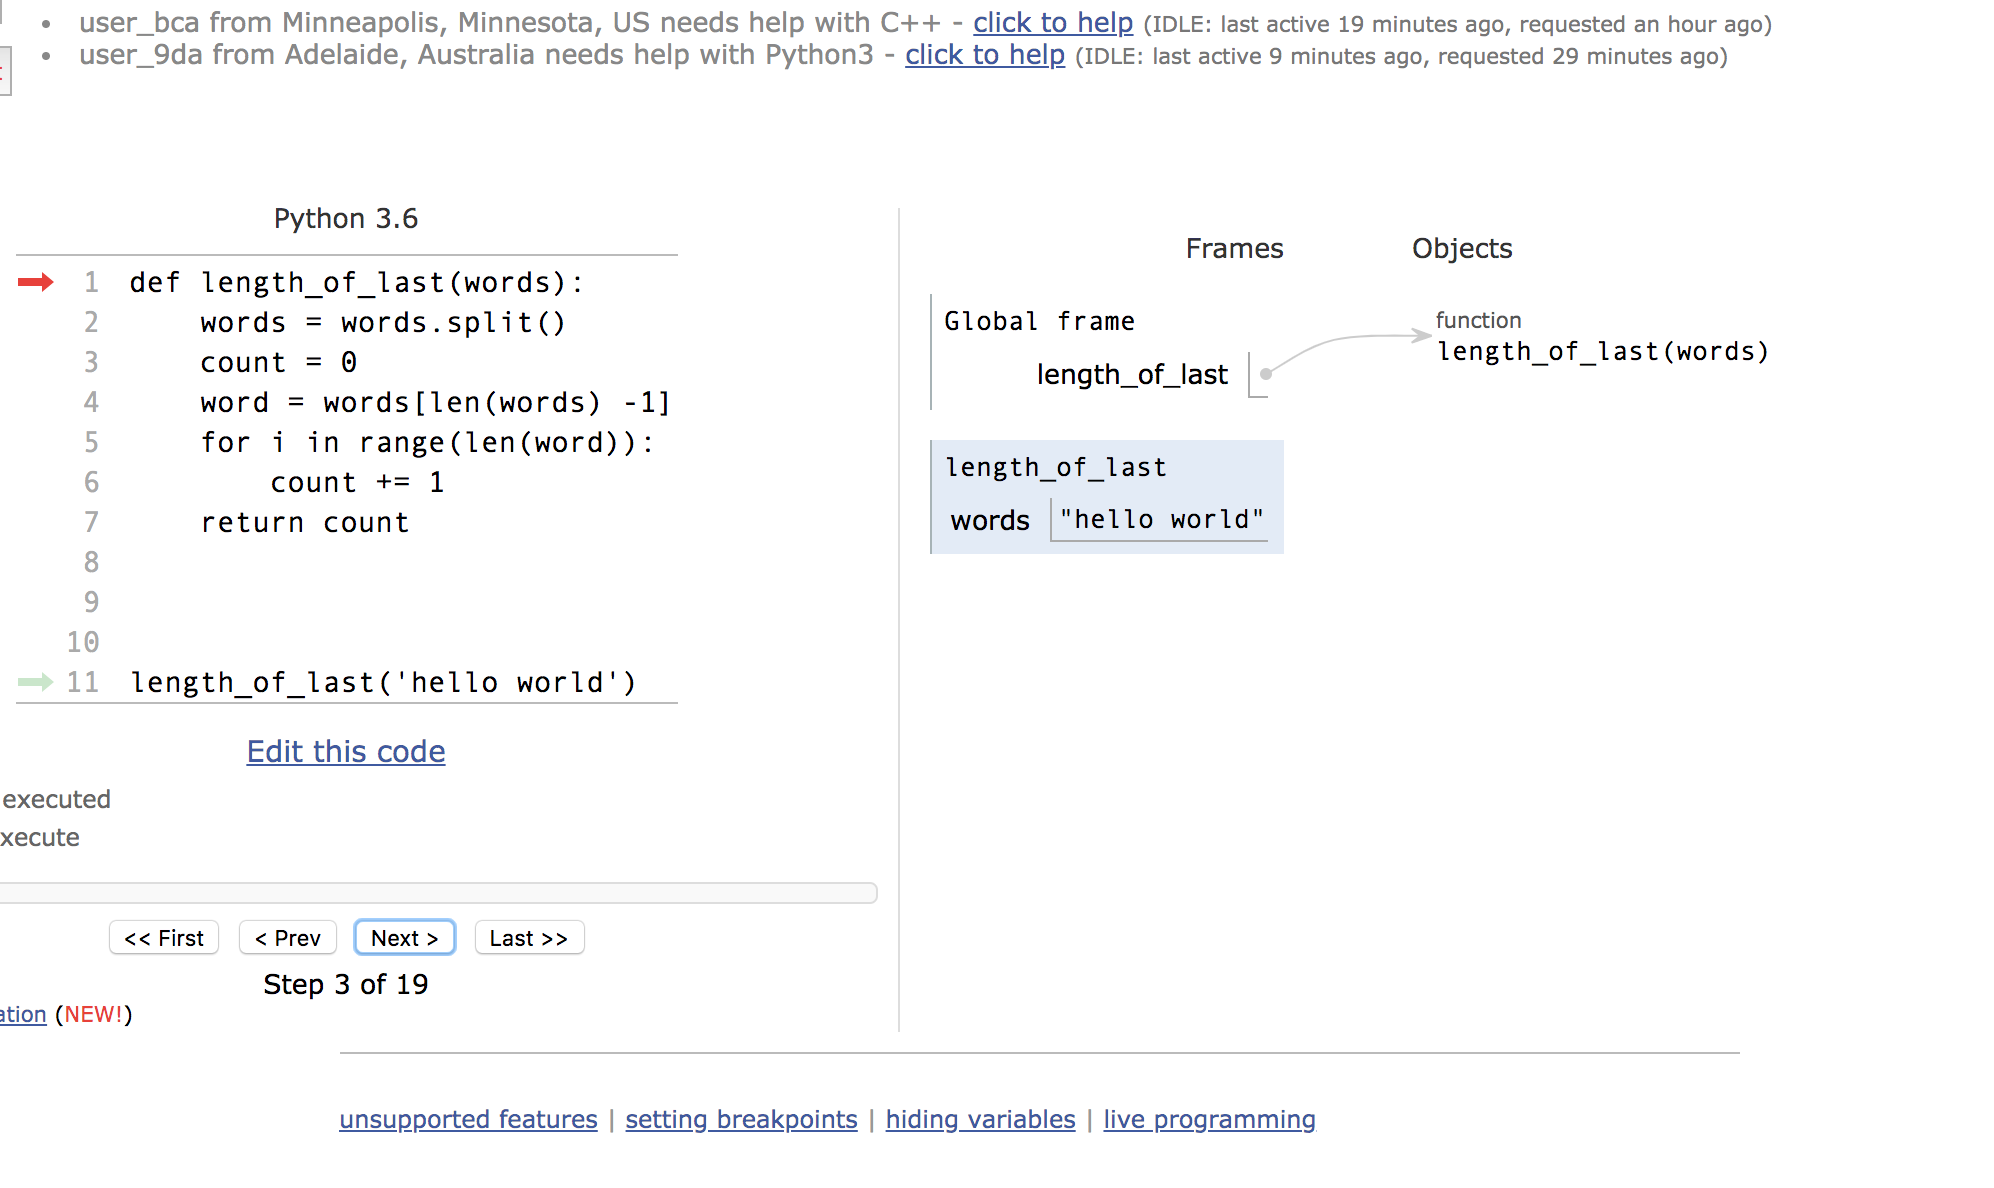 user_bca from Minneapolis, Minnesota, US needs help with C++ - click to help (IDLE: last active 19 minutes ago, requested an hour ago)
user_9da from Adelaide, Australia needs help with Python3 - click to help (IDLE: last active 9 minutes ago, requested 29 minutes ago)
Python 3.6
1 def length_of_last(words):
2     words = words.split()
3     count = 0
4     word = words[len(words) -1]
5     for i in range(len(word)):
6         count += 1
7     return count
8
9
10
11 length_of_last('hello world')
Edit this code
executed
xecute
<< First
< Prev
Next >
Last >>
Step 3 of 19
ation (NEW!)
Frames
Objects
Global frame
length_of_last
function
length_of_last(words)
length_of_last
words "hello world"
unsupported features | setting breakpoints | hiding variables | live programming